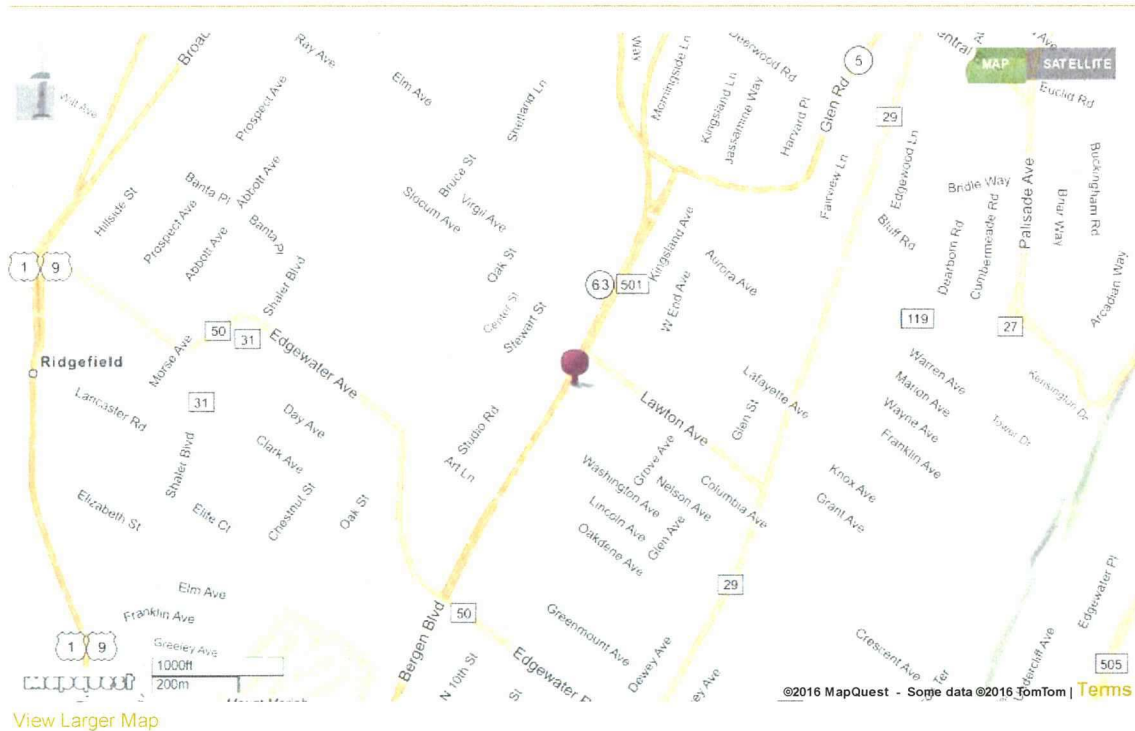 Broad
Ray Ave
Elm Ave
Shetland Ln
Way
Morningside Ln
Deerwood Rd
5
MAP
SATELLITE
Euclid Rd
Prospect Ave
Kingsland Ln
Jassamine Way
Harvard Pl
Glen Rd
29
Hillside St
Banta Pl
Abbott Ave
Bruce St
Virgil Ave
Slocum Ave
Fairview Ln
Edgewood Ln
Bridle Way
Palisade Ave
Briar Way
Buckingham Rd
Prospect Ave
Abbott Ave
Banta Pl
Shaler Blvd
Oak St
Kingsland Ave
Aurora Ave
Bluff Rd
Dearborn Rd
Cumbermeade Rd
Arcadian Way
1 9
63 501
Center St
Stewart St
W End Ave
119
27
50
31
Edgewater Ave
Ridgefield
Morse Ave
Lancaster Rd
31
Day Ave
Clark Ave
Studio Rd
Art Ln
Lawton Ave
Lafayette Ave
Glen St
Warren Ave
Marion Ave
Wayne Ave
Franklin Ave
Kensington Dr
Tower Dr
Shaler Blvd
Elizabeth St
Elite Ct
Chestnut St
Oak St
Washington Ave
Grove Ave
Nelson Ave
Columbia Ave
Lincoln Ave
Glen Ave
Oakdene Ave
Knox Ave
Grant Ave
29
Elm Ave
Franklin Ave
Greeley Ave
1 9
Bergen Blvd
50
N 10th St
St
Edgewater R
Greenmount Ave
Dewey Ave
ey Ave
Crescent Ave
Ter
Undercliff Ave
Edgewater Pl
505
1000ft
200m
mapquest
Mount Moriah
©2016 MapQuest - Some data ©2016 TomTom | Terms
View Larger Map